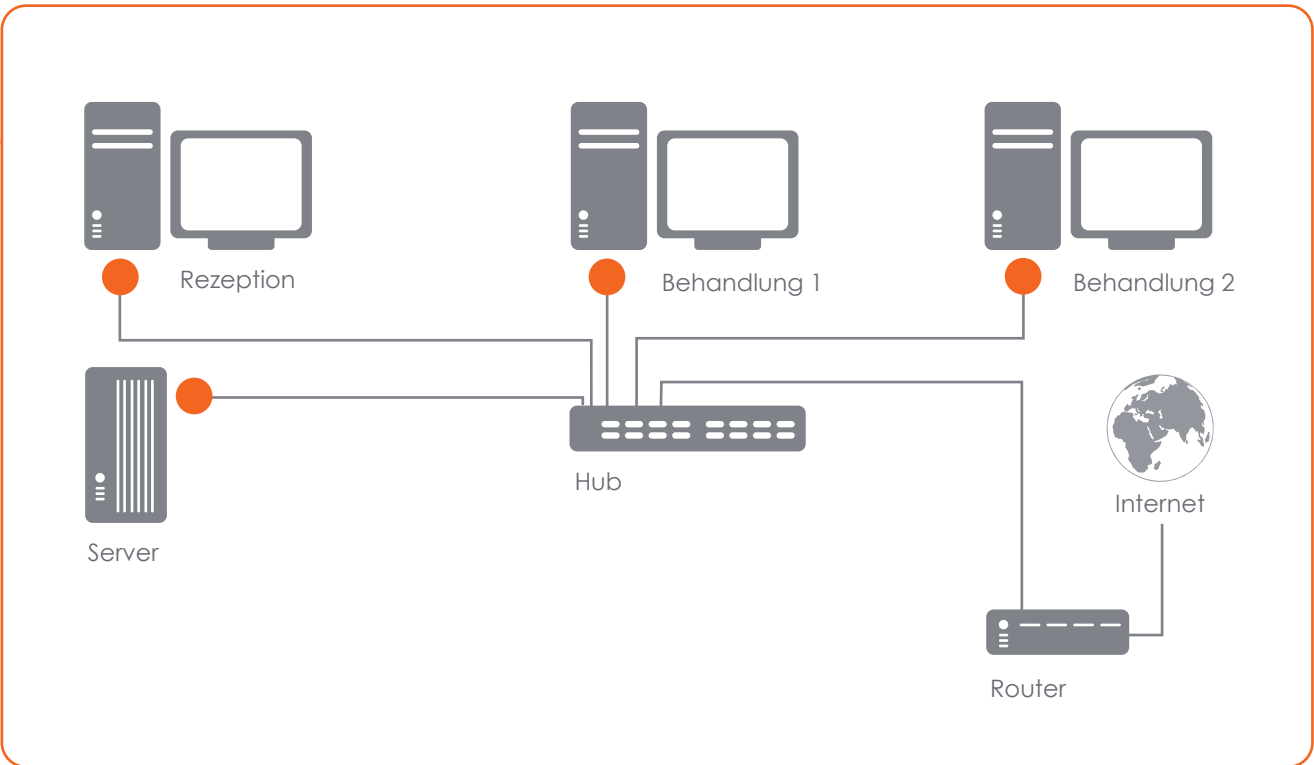 Rezeption
Behandlung 1
Behandlung 2
Hub
Internet
Server
Router